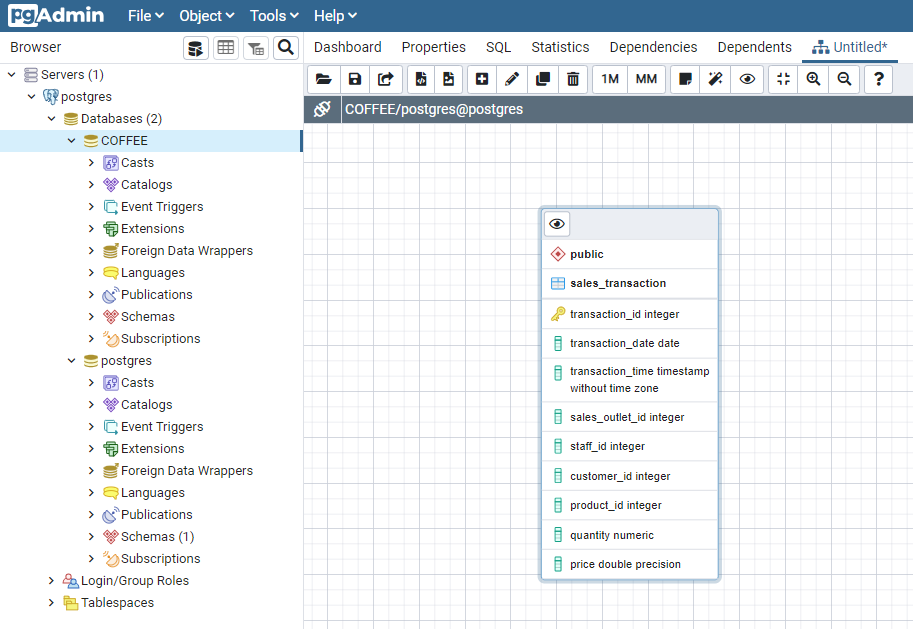 pgAdmin File Object Tools Help
Browser
Dashboard Properties SQL Statistics Dependencies Dependents Untitled*
1M MM ?
COFFEE/postgres@postgres
Servers (1)
postgres
Databases (2)
COFFEE
Casts
Catalogs
Event Triggers
Extensions
Foreign Data Wrappers
Languages
Publications
Schemas
Subscriptions
postgres
Casts
Catalogs
Event Triggers
Extensions
Foreign Data Wrappers
Languages
Publications
Schemas (1)
Subscriptions
Login/Group Roles
Tablespaces
public
sales_transaction
transaction_id integer
transaction_date date
transaction_time timestamp
without time zone
sales_outlet_id integer
staff_id integer
customer_id integer
product_id integer
quantity numeric
price double precision